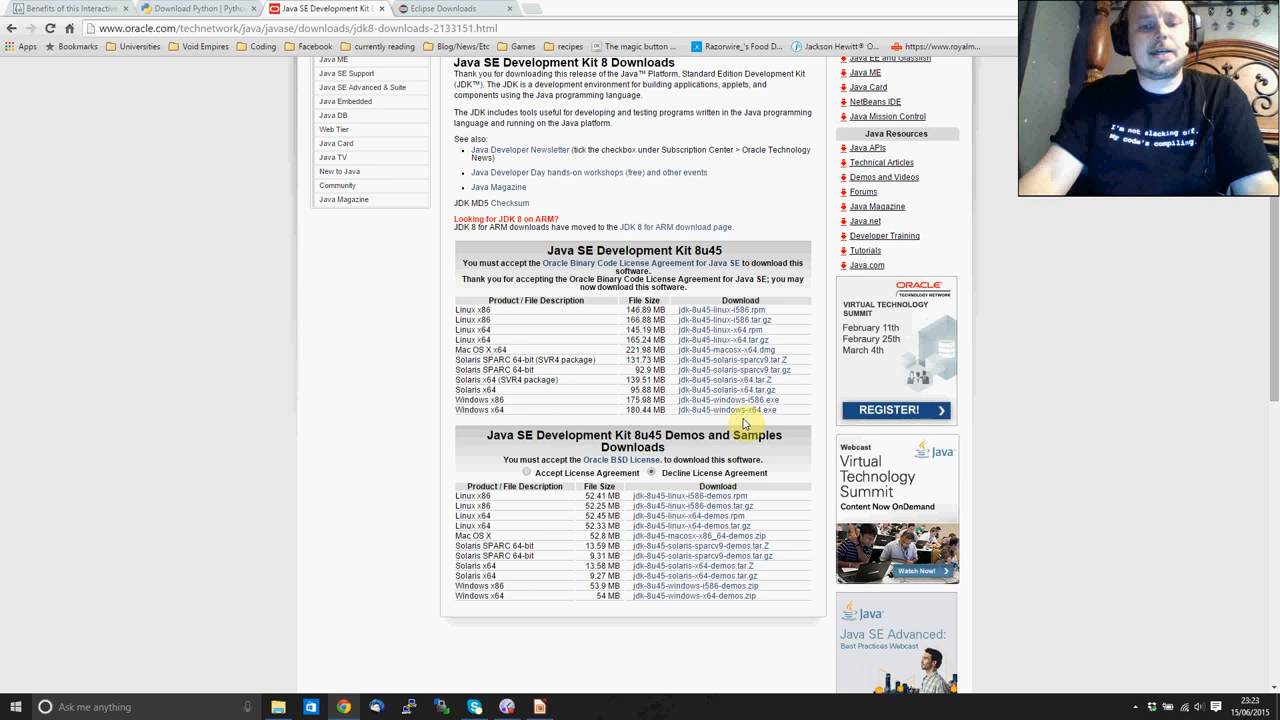 Benefits of this Interactive
Download Python | Python
Java SE Development Kit 8
Eclipse Downloads
www.oracle.com/technetwork/java/javase/downloads/jdk8-downloads-2133151.html
Apps
Bookmarks
Universities
Void Empires
Coding
Facebook
currently reading
Blog/News/Etc
Games
recipes
The magic button ...
Razorwire_'s Food D...
Jackson Hewitt® O...
https://www.royalm...
Java ME
Java SE Support
Java SE Advanced & Suite
Java Embedded
Java DB
Web Tier
Java Card
Java TV
New to Java
Community
Java Magazine
Java SE Development Kit 8 Downloads
Thank you for downloading this release of the Java™ Platform, Standard Edition Development Kit
(JDK™). The JDK is a development environment for building applications, applets, and
components using the Java programming language.
The JDK includes tools useful for developing and testing programs written in the Java programming
language and running on the Java platform.
See also:
Java Developer Newsletter (tick the checkbox under Subscription Center > Oracle Technology
News)
Java Developer Day hands-on workshops (free) and other events
Java Magazine
JDK MD5 Checksum
Looking for JDK 8 on ARM?
JDK 8 for ARM downloads have moved to the JDK 8 for ARM download page.
Java SE Development Kit 8u45
You must accept the Oracle Binary Code License Agreement for Java SE to download this
software.
Thank you for accepting the Oracle Binary Code License Agreement for Java SE; you may
now download this software.
Product / File Description File Size Download
Linux x86 146.89 MB jdk-8u45-linux-i586.rpm
Linux x86 166.88 MB jdk-8u45-linux-i586.tar.gz
Linux x64 145.19 MB jdk-8u45-linux-x64.rpm
Linux x64 165.24 MB jdk-8u45-linux-x64.tar.gz
Mac OS X x64 221.98 MB jdk-8u45-macosx-x64.dmg
Solaris SPARC 64-bit (SVR4 package) 131.73 MB jdk-8u45-solaris-sparcv9.tar.Z
Solaris SPARC 64-bit 92.9 MB jdk-8u45-solaris-sparcv9.tar.gz
Solaris x64 (SVR4 package) 139.51 MB jdk-8u45-solaris-x64.tar.Z
Solaris x64 95.88 MB jdk-8u45-solaris-x64.tar.gz
Windows x86 175.98 MB jdk-8u45-windows-i586.exe
Windows x64 180.44 MB jdk-8u45-windows-x64.exe
Java SE Development Kit 8u45 Demos and Samples
Downloads
You must accept the Oracle BSD License. to download this software.
Accept License Agreement Decline License Agreement
Product / File Description File Size Download
Linux x86 52.41 MB jdk-8u45-linux-i586-demos.rpm
Linux x86 52.25 MB jdk-8u45-linux-i586-demos.tar.gz
Linux x64 52.45 MB jdk-8u45-linux-x64-demos.rpm
Linux x64 52.33 MB jdk-8u45-linux-x64-demos.tar.gz
Mac OS X 52.8 MB jdk-8u45-macosx-x86_64-demos.zip
Solaris SPARC 64-bit 13.59 MB jdk-8u45-solaris-sparcv9-demos.tar.Z
Solaris SPARC 64-bit 9.31 MB jdk-8u45-solaris-sparcv9-demos.tar.gz
Solaris x64 13.58 MB jdk-8u45-solaris-x64-demos.tar.Z
Solaris x64 9.27 MB jdk-8u45-solaris-x64-demos.tar.gz
Windows x86 53.9 MB jdk-8u45-windows-i586-demos.zip
Windows x64 54 MB jdk-8u45-windows-x64-demos.zip
Java EE and Glassfish
Java ME
Java Card
NetBeans IDE
Java Mission Control
Java Resources
Java APIs
Technical Articles
Demos and Videos
Forums
Java Magazine
Java.net
Developer Training
Tutorials
Java.com
ORACLE
TECHNOLOGY NETWORK
VIRTUAL TECHNOLOGY
SUMMIT
February 11th
Febraury 25th
March 4th
REGISTER!
Webcast
Java
Virtual
Technology
Summit
Content Now OnDemand
Watch Now!
Java
Java SE Advanced:
Best Practices Webcast
I'm not slacking off.
My code's compiling.
Ask me anything
23:23
15/06/2015